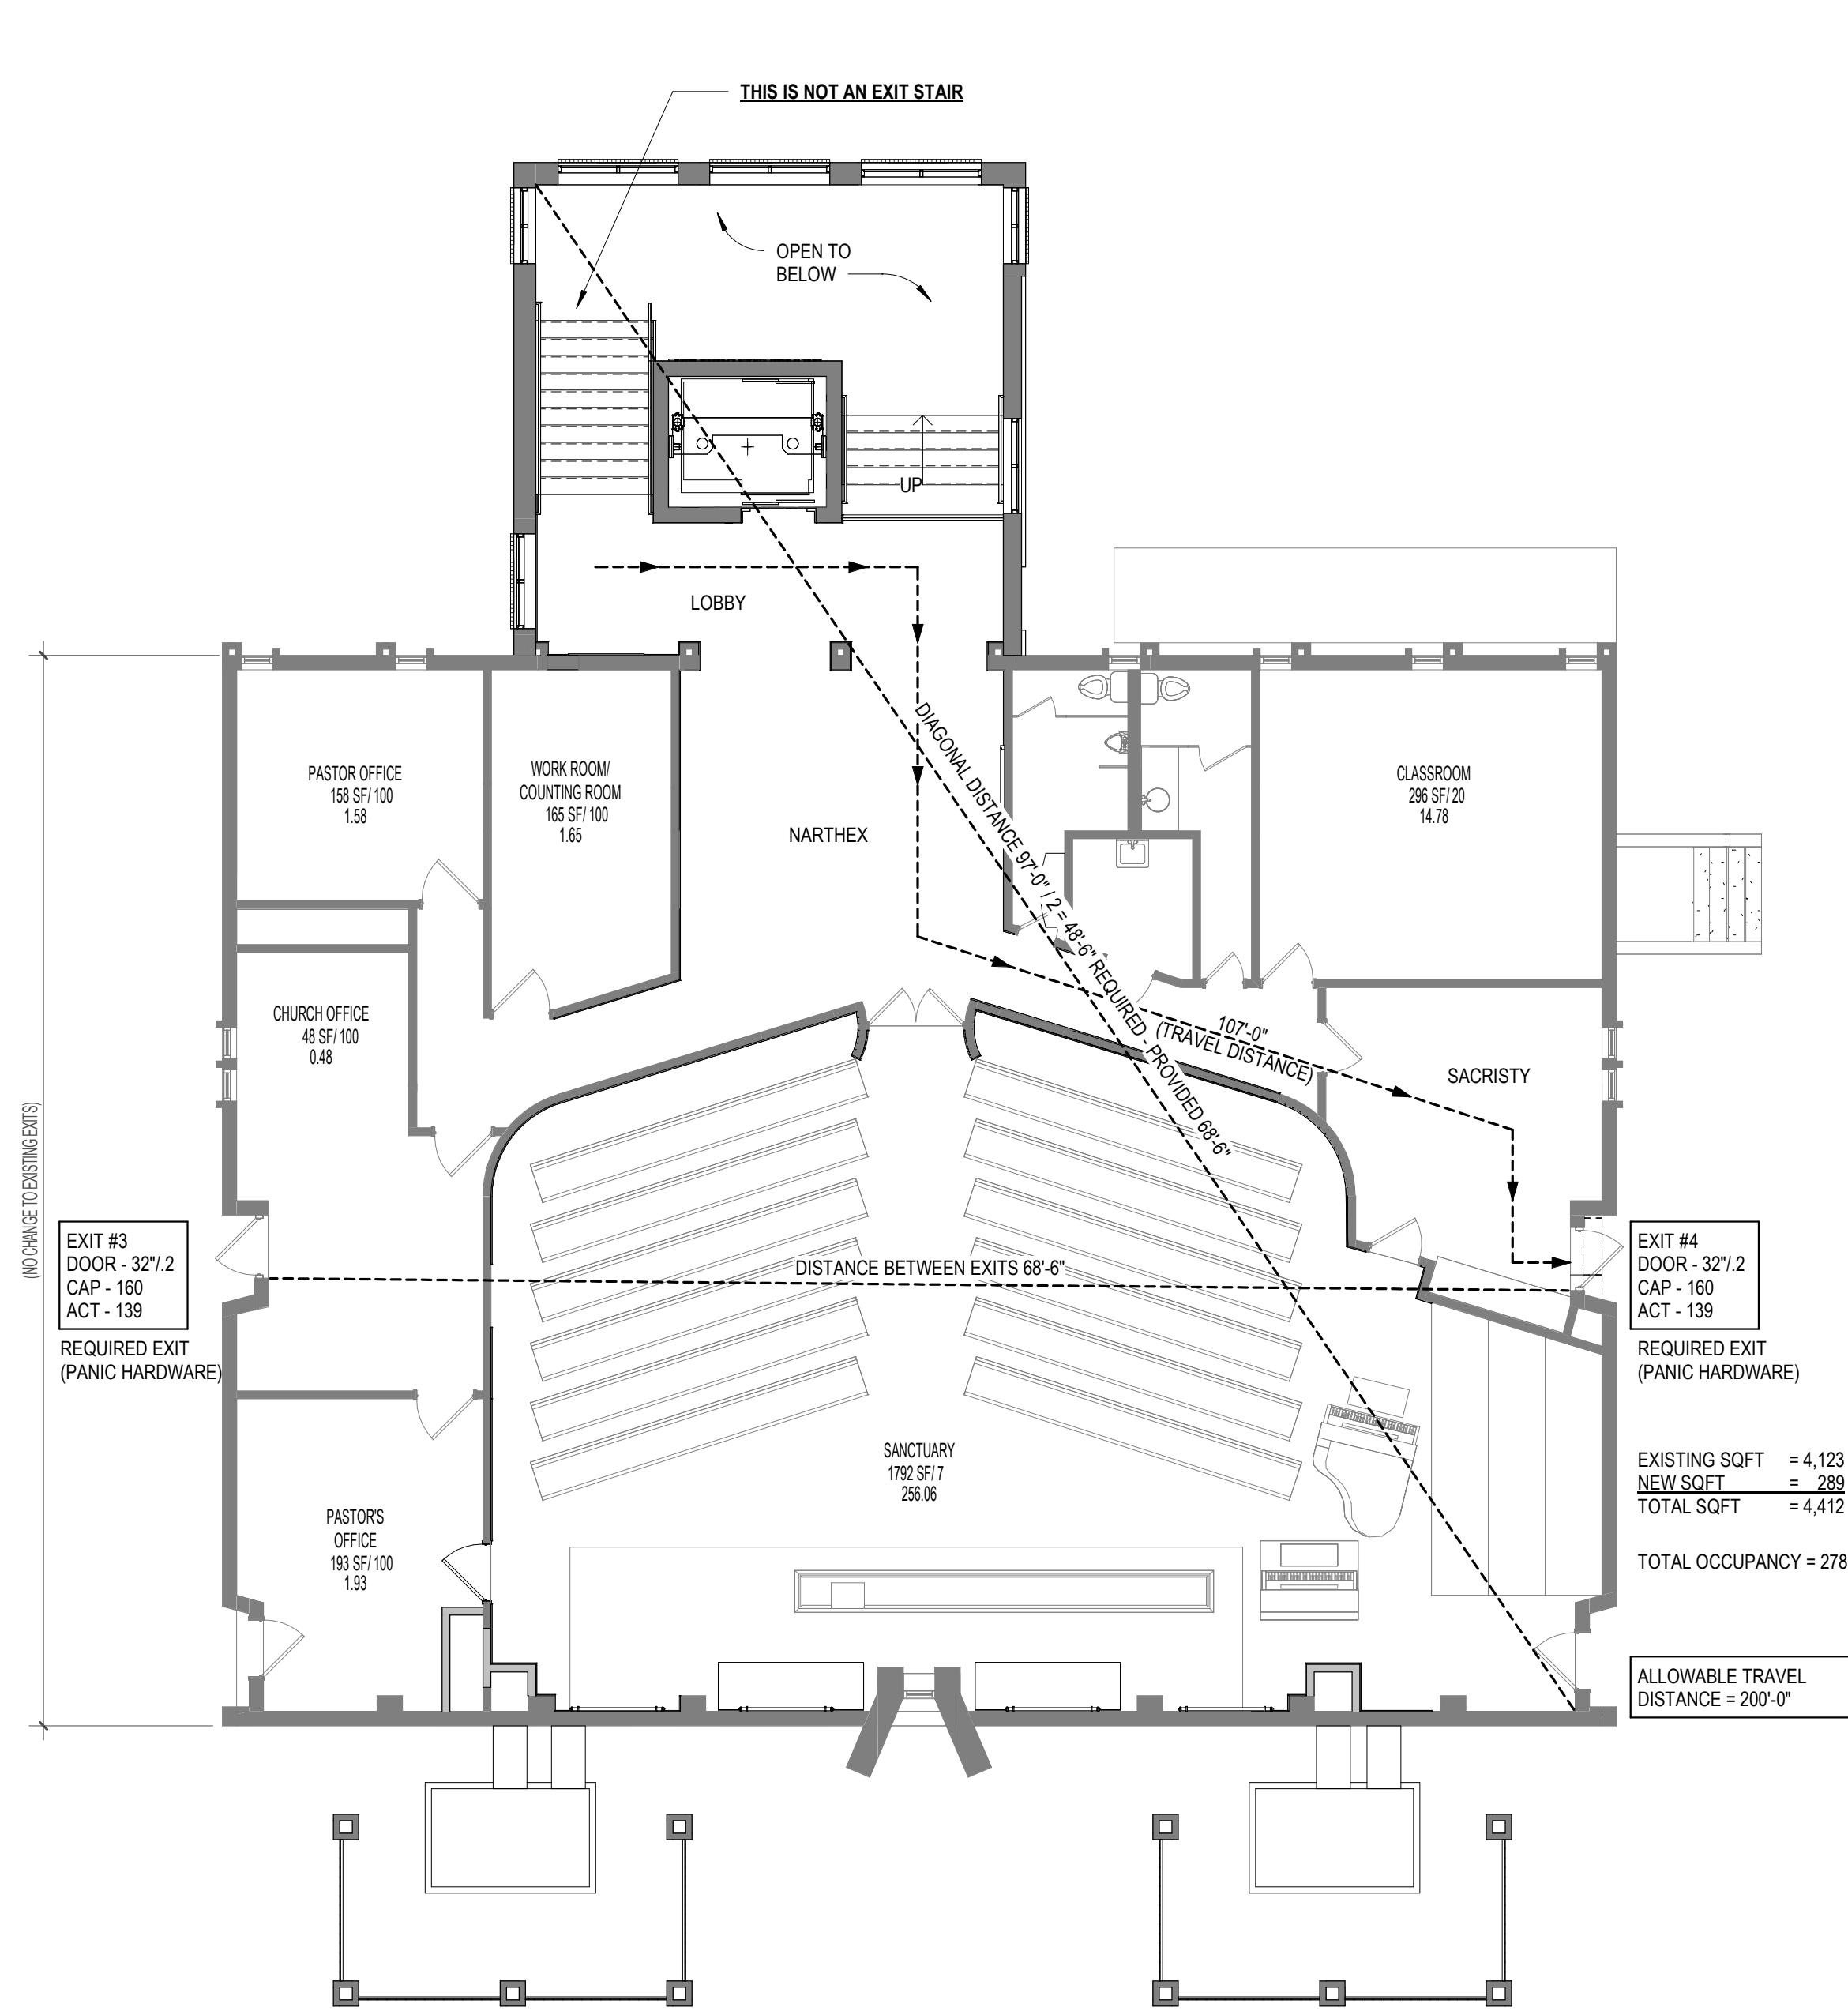 THIS IS NOT AN EXIT STAIR
OPEN TO
BELOW
UP
LOBBY
PASTOR OFFICE
158 SF/ 100
1.58
WORK ROOM/
COUNTING ROOM
165 SF/ 100
1.65
NARTHEX
CLASSROOM
296 SF/ 20
14.78
DIAGONAL DISTANCE 97'-0" / 2 = 48'-6" REQUIRED - PROVIDED 68'-6"
CHURCH OFFICE
48 SF/ 100
0.48
107'-0"
(TRAVEL DISTANCE)
SACRISTY
(NO CHANGE TO EXISTING EXITS)
EXIT #3
DOOR - 32"/.2
CAP - 160
ACT - 139
REQUIRED EXIT
(PANIC HARDWARE)
DISTANCE BETWEEN EXITS 68'-6"
EXIT #4
DOOR - 32"/.2
CAP - 160
ACT - 139
REQUIRED EXIT
(PANIC HARDWARE)
SANCTUARY
1792 SF/ 7
256.06
EXISTING SQFT = 4,123
NEW SQFT = 289
TOTAL SQFT = 4,412
TOTAL OCCUPANCY = 278
PASTOR'S
OFFICE
193 SF/ 100
1.93
ALLOWABLE TRAVEL
DISTANCE = 200'-0"